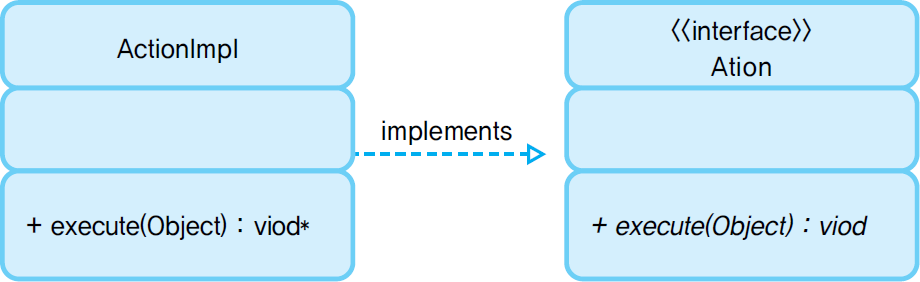 ActionImpl
+ execute(Object) : viod*
implements
<<interface>>
Ation
+ execute(Object) : viod